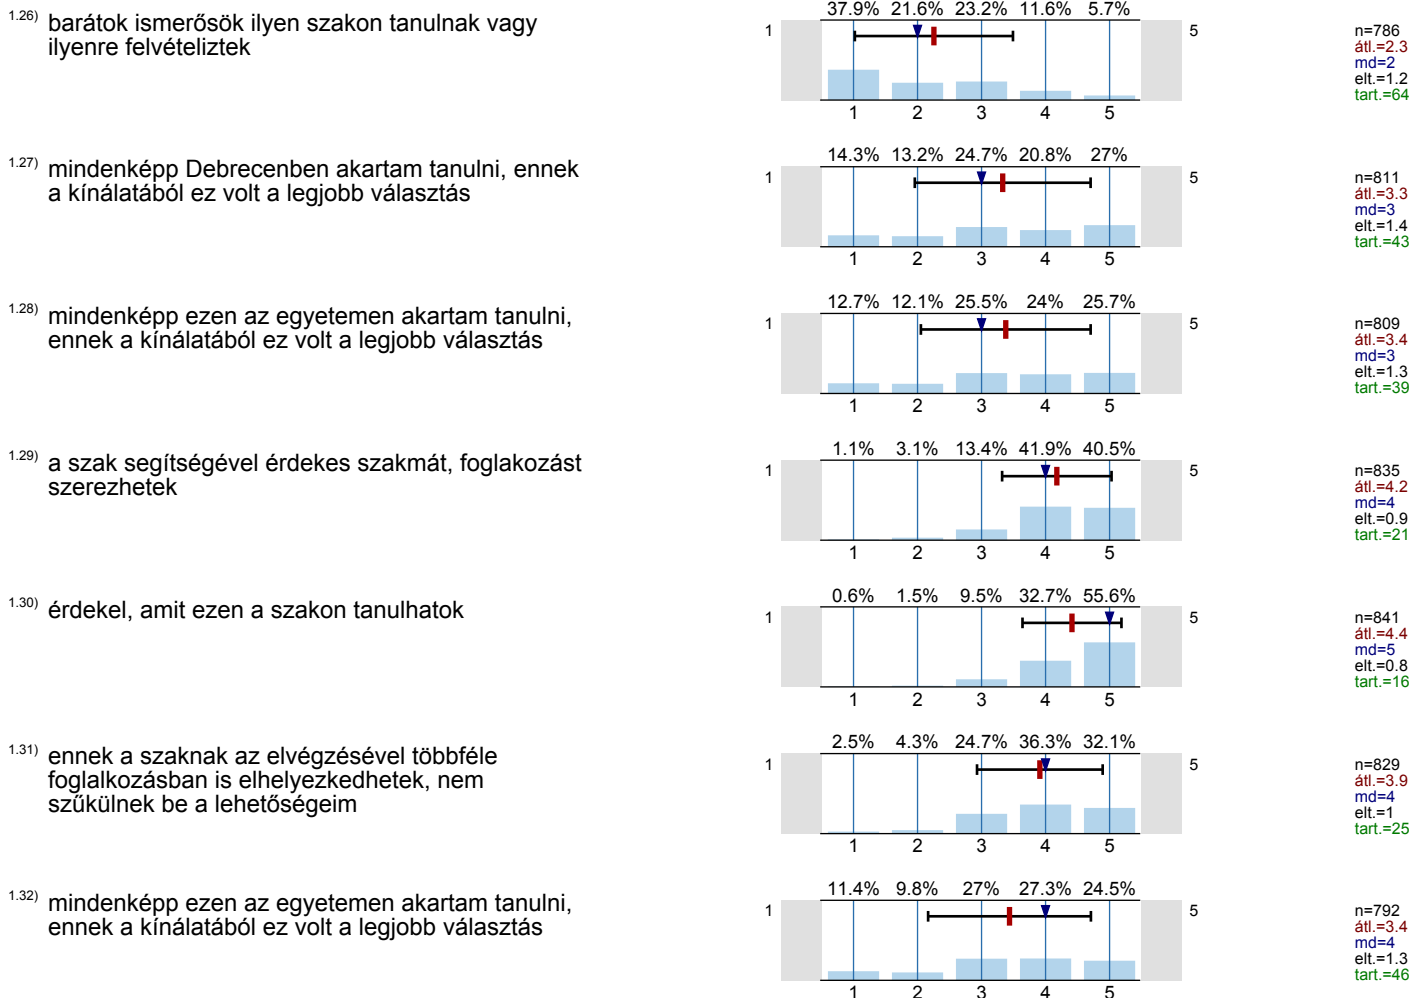 1.26) barátok ismerősök ilyen szakon tanulnak vagy
ilyenre felvételiztek
37.9% 21.6% 23.2% 11.6% 5.7%
1 5
1 2 3 4 5
n=786
átl.=2.3
md=2
elt.=1.2
tart.=64
1.27) mindenképp Debrecenben akartam tanulni, ennek
a kínálatából ez volt a legjobb választás
14.3% 13.2% 24.7% 20.8% 27%
1 5
1 2 3 4 5
n=811
átl.=3.3
md=3
elt.=1.4
tart.=43
1.28) mindenképp ezen az egyetemen akartam tanulni,
ennek a kínálatából ez volt a legjobb választás
12.7% 12.1% 25.5% 24% 25.7%
1 5
1 2 3 4 5
n=809
átl.=3.4
md=3
elt.=1.3
tart.=39
1.29) a szak segítségével érdekes szakmát, foglakozást
szerezhetek
1.1% 3.1% 13.4% 41.9% 40.5%
1 5
1 2 3 4 5
n=835
átl.=4.2
md=4
elt.=0.9
tart.=21
1.30) érdekel, amit ezen a szakon tanulhatok
0.6% 1.5% 9.5% 32.7% 55.6%
1 5
1 2 3 4 5
n=841
átl.=4.4
md=5
elt.=0.8
tart.=16
1.31) ennek a szaknak az elvégzésével többféle
foglalkozásban is elhelyezkedhetek, nem
szűkülnek be a lehetőségeim
2.5% 4.3% 24.7% 36.3% 32.1%
1 5
1 2 3 4 5
n=829
átl.=3.9
md=4
elt.=1
tart.=25
1.32) mindenképp ezen az egyetemen akartam tanulni,
ennek a kínálatából ez volt a legjobb választás
11.4% 9.8% 27% 27.3% 24.5%
1 5
1 2 3 4 5
n=792
átl.=3.4
md=4
elt.=1.3
tart.=46